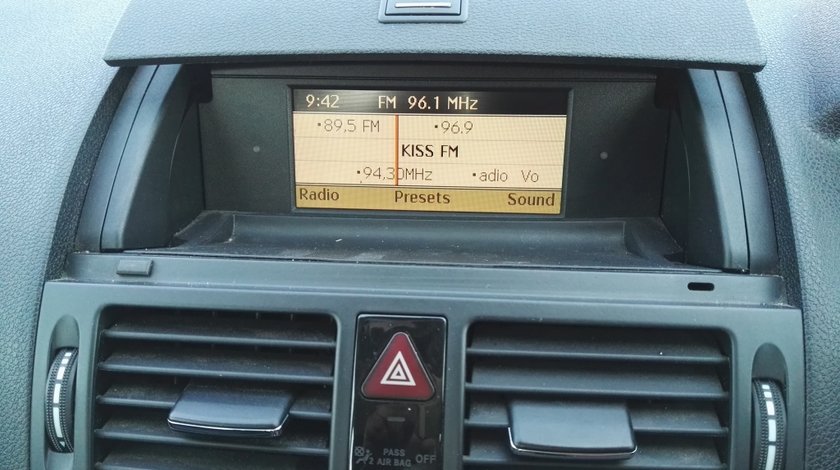 9:42 FM 96.1 MHz
•89,5 FM •96.9
KISS FM
•94,30MHz •adio Vo
Radio Presets Sound
PASS
2 AIR BAG OFF